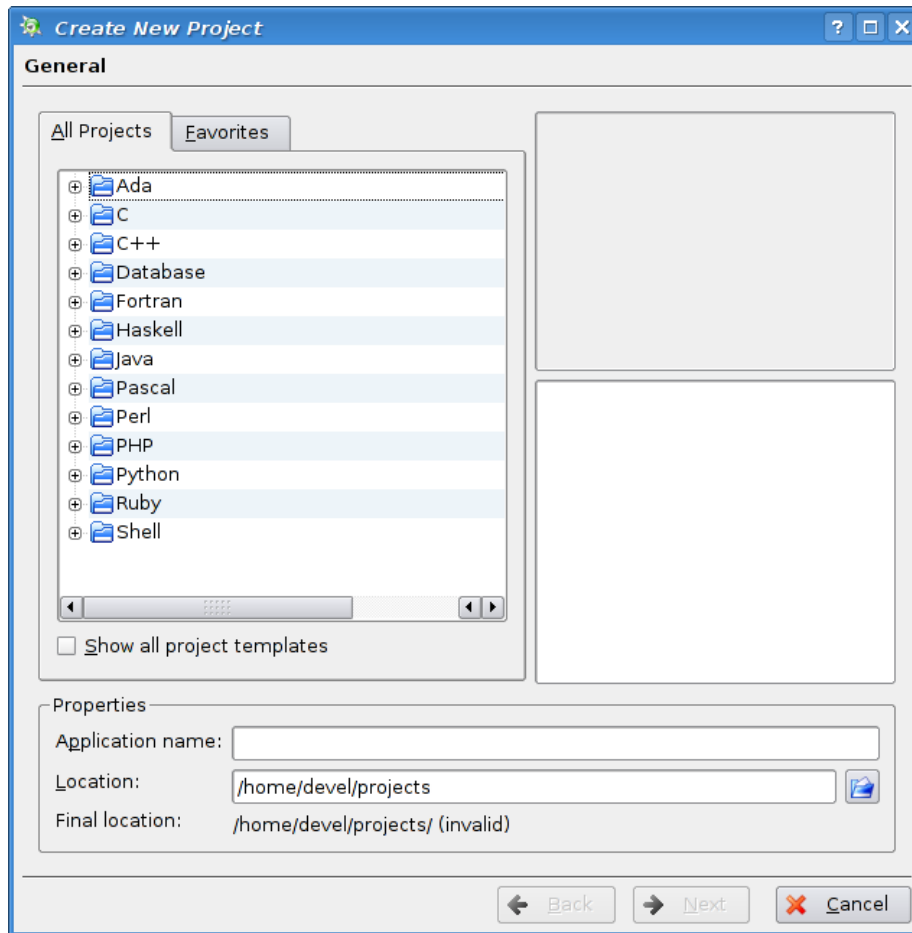 Create New Project
General
All Projects Favorites
Ada
C
C++
Database
Fortran
Haskell
Java
Pascal
Perl
PHP
Python
Ruby
Shell
Show all project templates
Properties
Application name:
Location: /home/devel/projects
Final location: /home/devel/projects/ (invalid)
Back Next Cancel